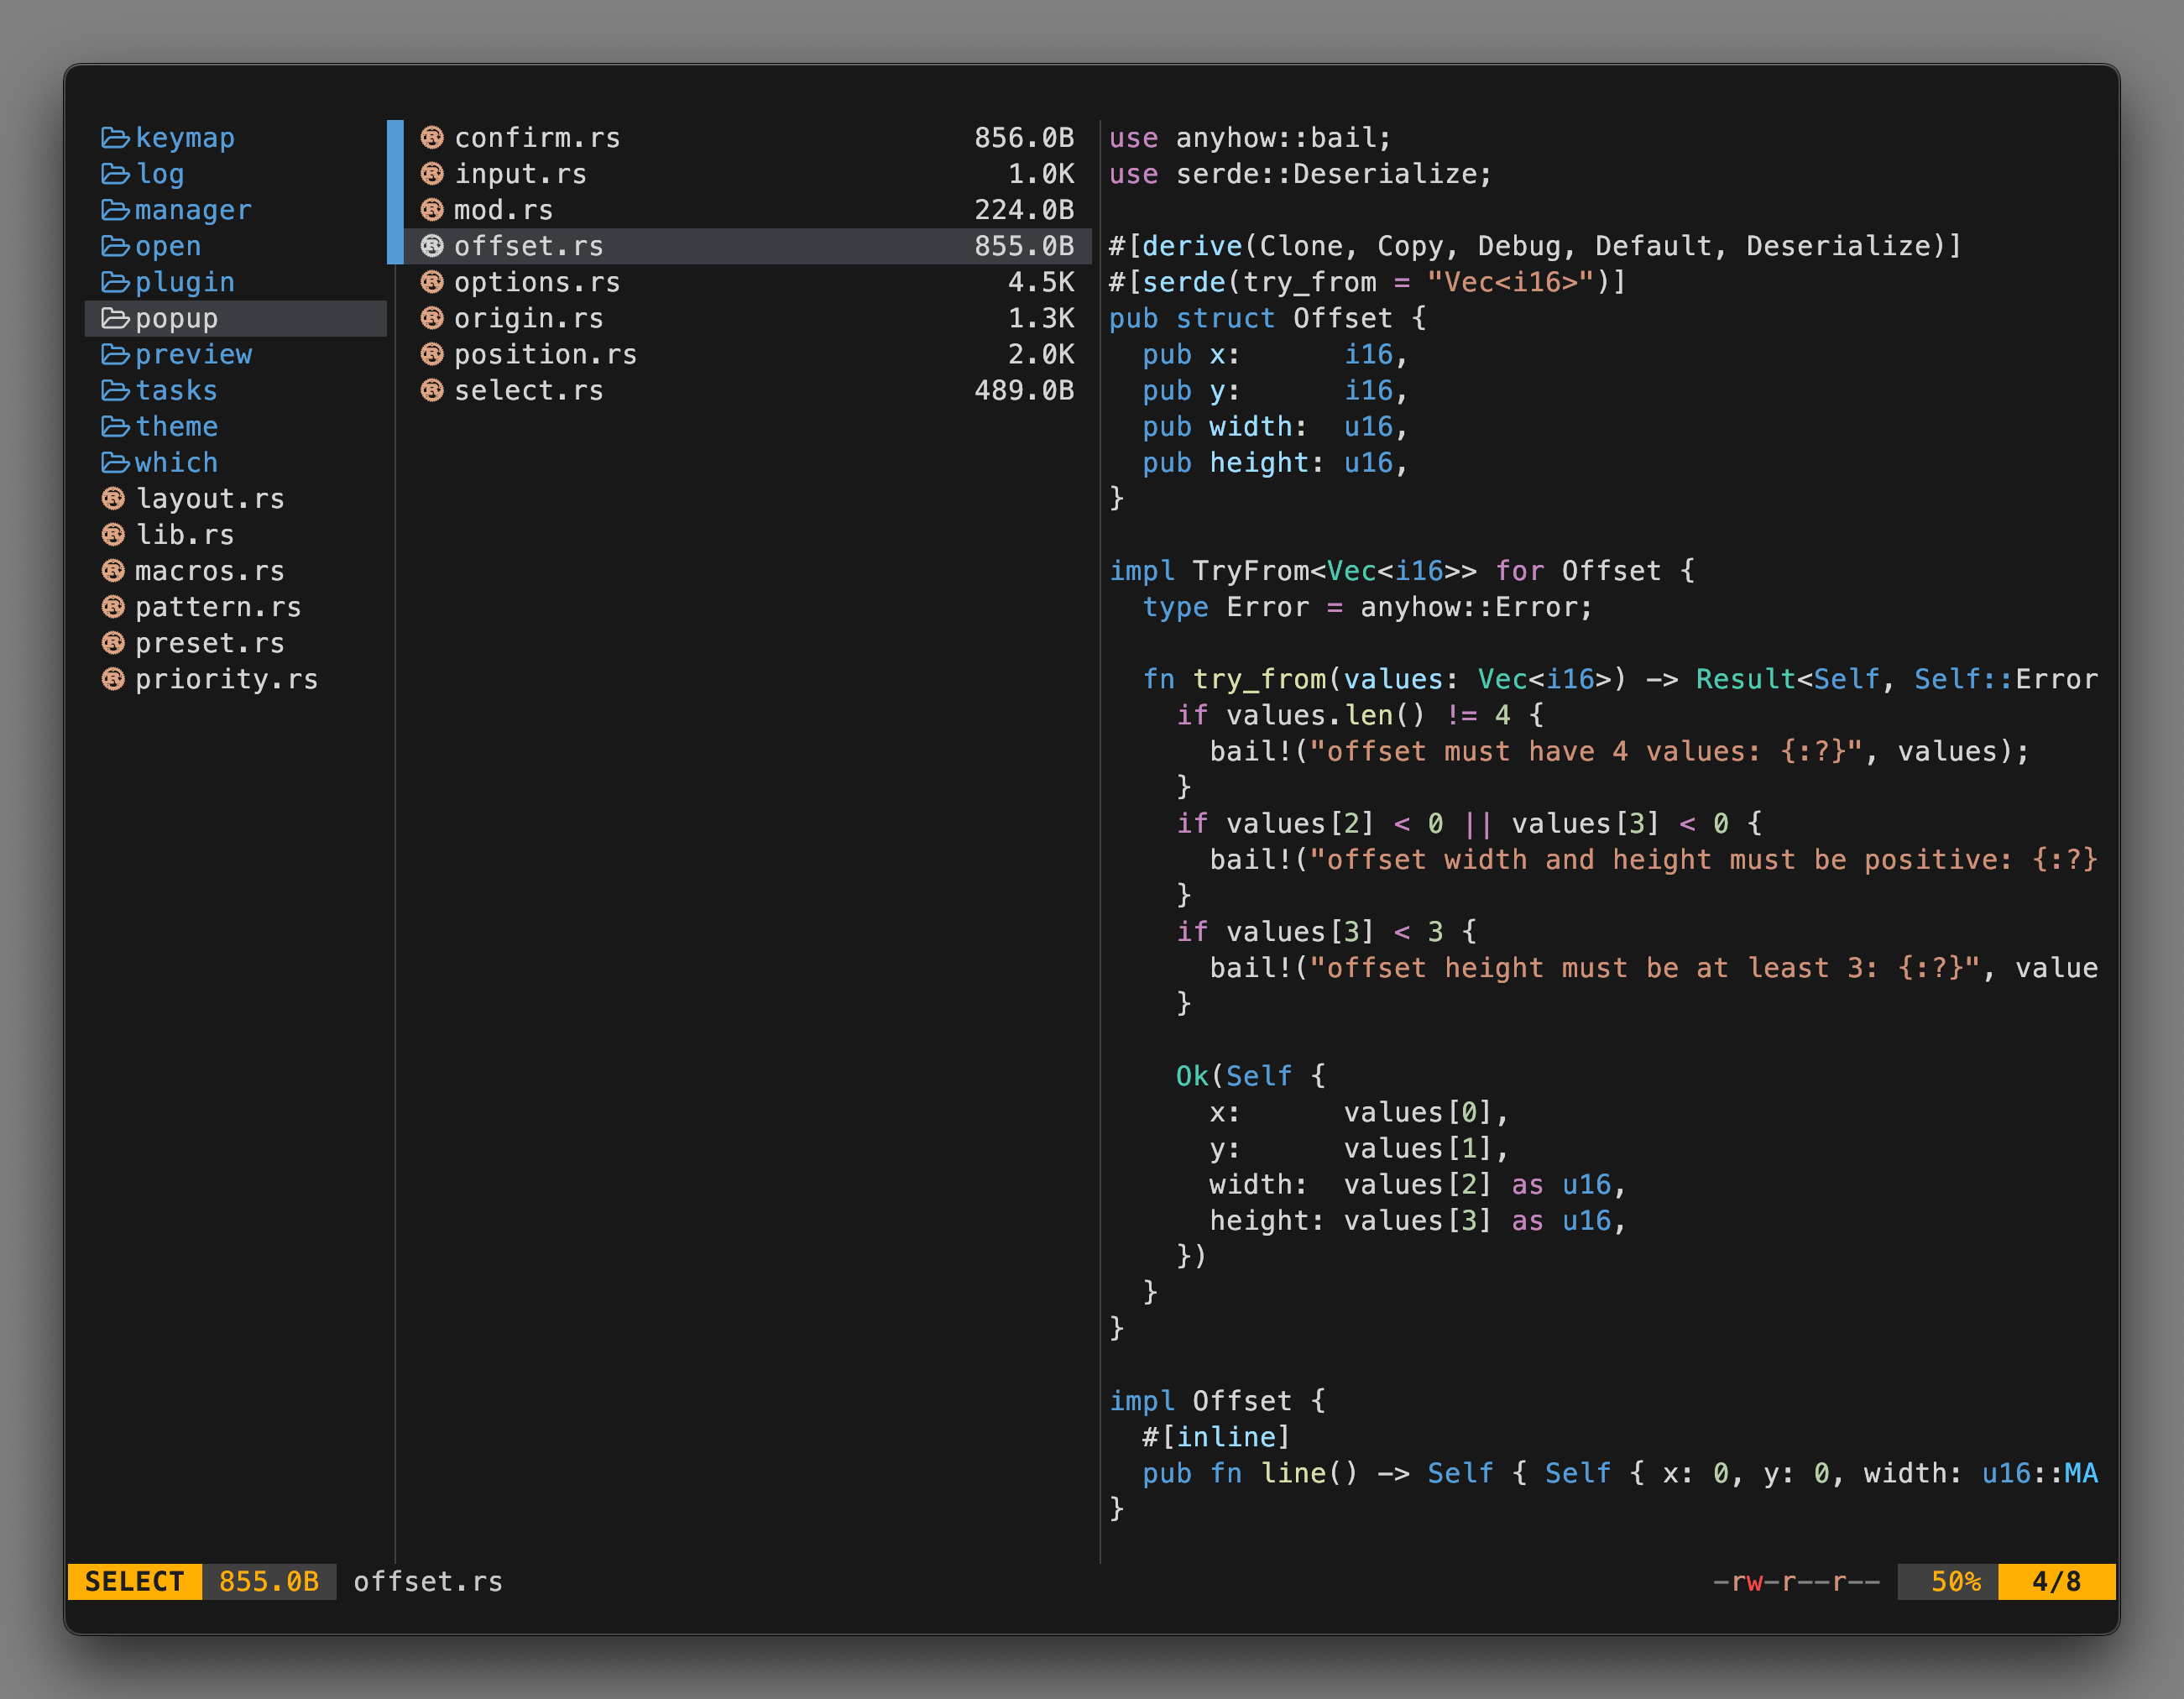 keymap
log
manager
open
plugin
popup
preview
tasks
theme
which
layout.rs
lib.rs
macros.rs
pattern.rs
preset.rs
priority.rs
confirm.rs 856.0B
input.rs 1.0K
mod.rs 224.0B
offset.rs 855.0B
options.rs 4.5K
origin.rs 1.3K
position.rs 2.0K
select.rs 489.0B
use anyhow::bail;
use serde::Deserialize;
#[derive(Clone, Copy, Debug, Default, Deserialize)]
#[serde(try_from = "Vec<i16>")]
pub struct Offset {
  pub x:      i16,
  pub y:      i16,
  pub width:  u16,
  pub height: u16,
}
impl TryFrom<Vec<i16>> for Offset {
  type Error = anyhow::Error;
  fn try_from(values: Vec<i16>) -> Result<Self, Self::Error
    if values.len() != 4 {
      bail!("offset must have 4 values: {:?}", values);
    }
    if values[2] < 0 || values[3] < 0 {
      bail!("offset width and height must be positive: {:?}
    }
    if values[3] < 3 {
      bail!("offset height must be at least 3: {:?}", value
    }
    Ok(Self {
      x:      values[0],
      y:      values[1],
      width:  values[2] as u16,
      height: values[3] as u16,
    })
  }
}
impl Offset {
  #[inline]
  pub fn line() -> Self { Self { x: 0, y: 0, width: u16::MA
}
SELECT 855.0B offset.rs -rw-r--r-- 50% 4/8